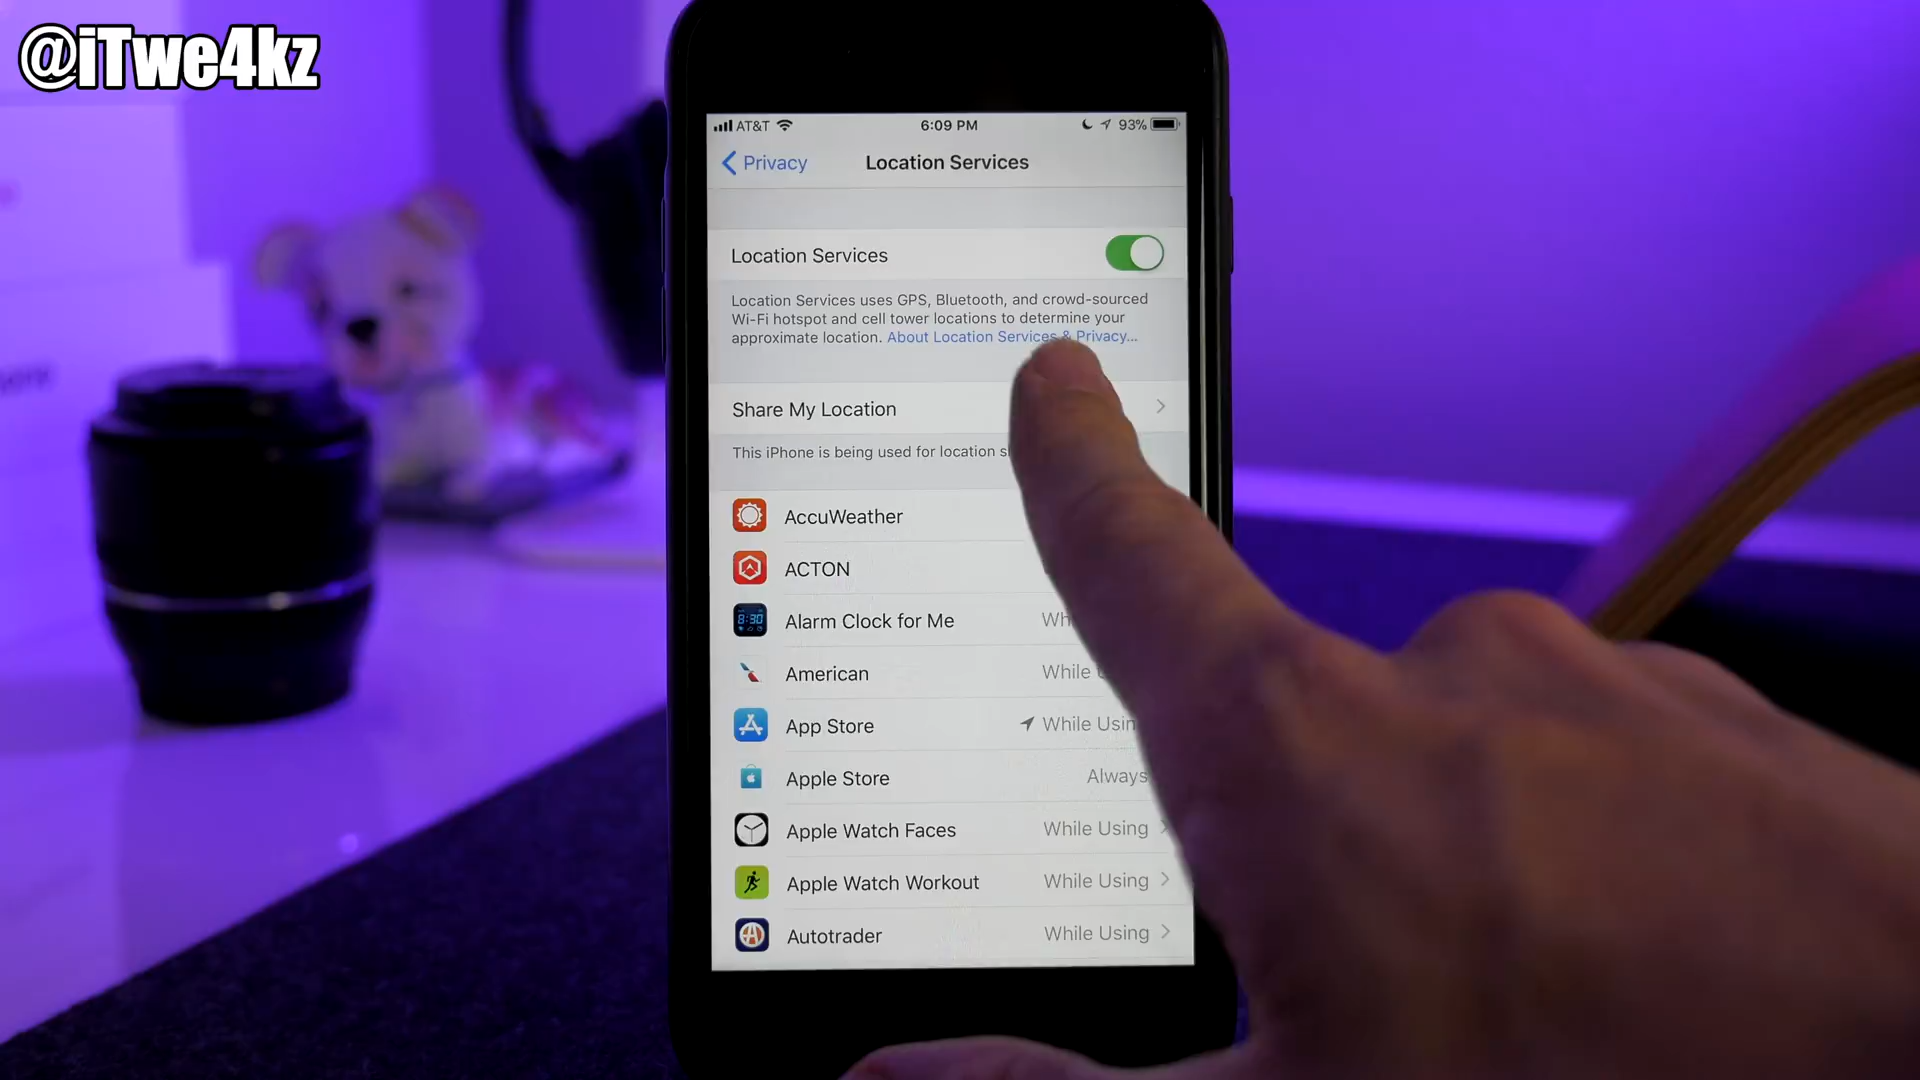 @iTwe4kz
AT&T 6:09 PM 93%
Privacy Location Services
Location Services
Location Services uses GPS, Bluetooth, and crowd-sourced
Wi-Fi hotspot and cell tower locations to determine your
approximate location. About Location Services & Privacy...
Share My Location
This iPhone is being used for location
AccuWeather
ACTON
8:30
Alarm Clock for Me
American While
App Store While Usin
Apple Store Always
Apple Watch Faces While Using
Apple Watch Workout While Using
Autotrader While Using